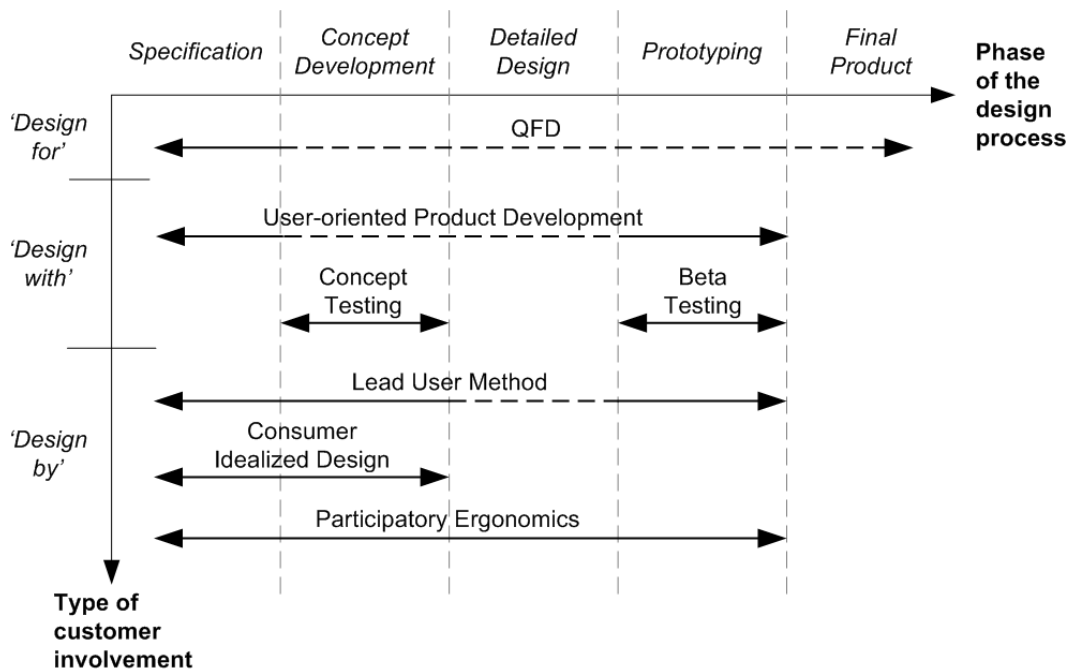 Specification
Concept
Development
Detailed
Design
Prototyping
Final
Product
Phase
of the
design
process
'Design
for'
QFD
'Design
with'
User-oriented Product Development
Concept
Testing
Beta
Testing
'Design
by'
Lead User Method
Consumer
Idealized Design
Participatory Ergonomics
Type of
customer
involvement